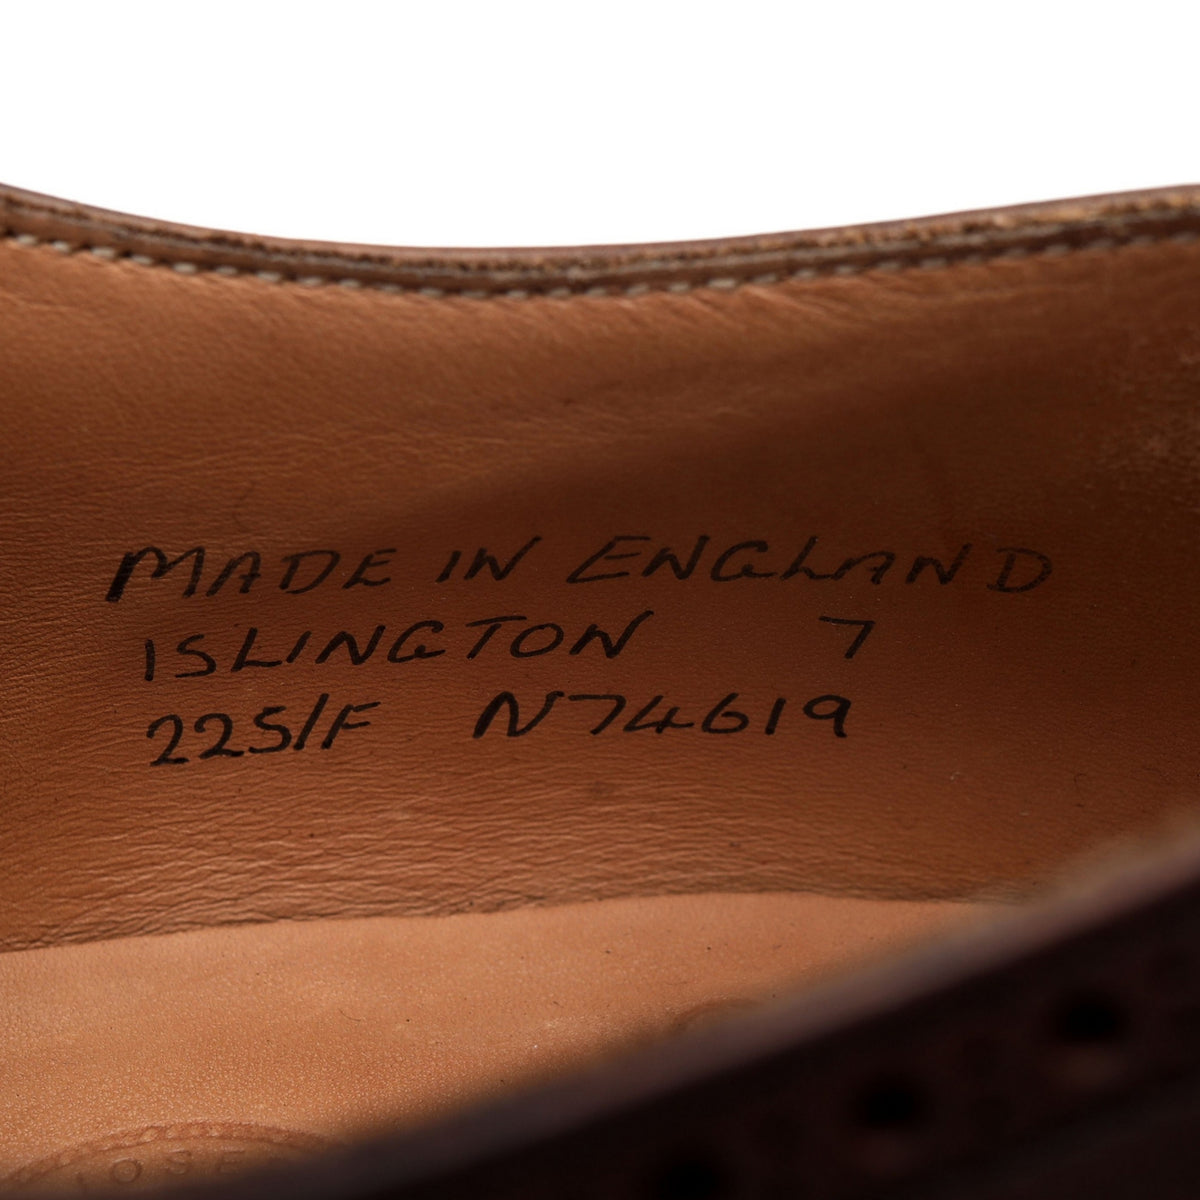 MADE IN ENGLAND
ISLINGTON 7
225/F N74619